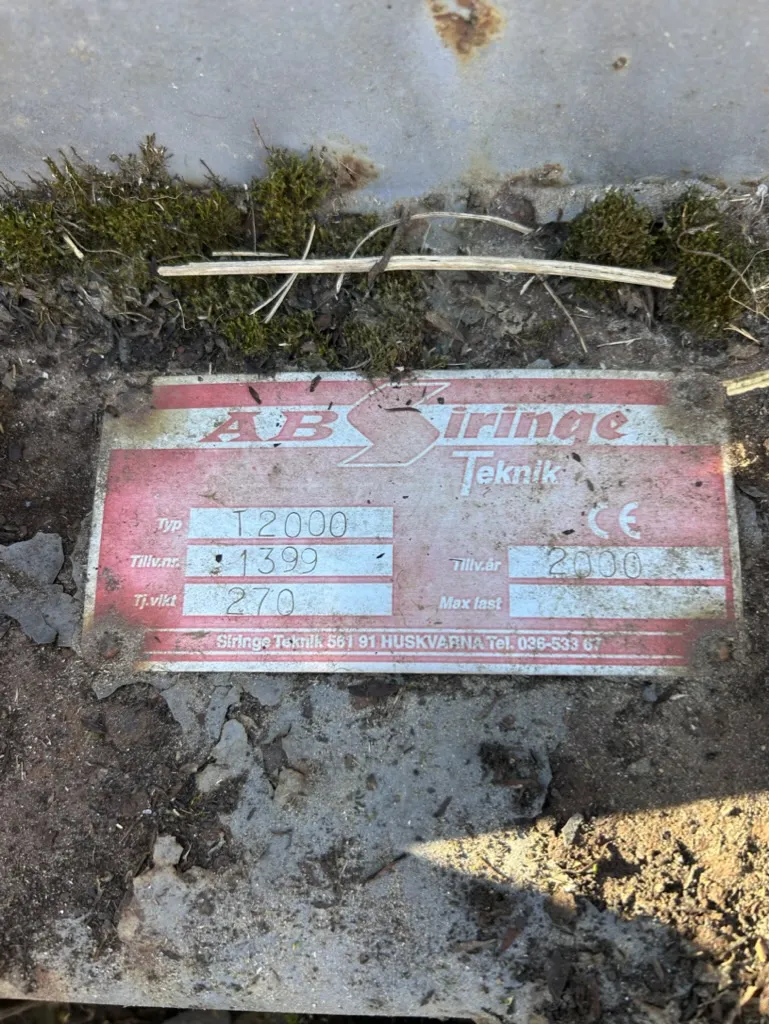 AB Siringe
Teknik
Typ T2000 CE
Tillv.nr. 1399 Tillv.år 2000
Tj.vikt 270 Max last
Siringe Teknik 561 91 HUSKVARNA Tel. 036-533 67